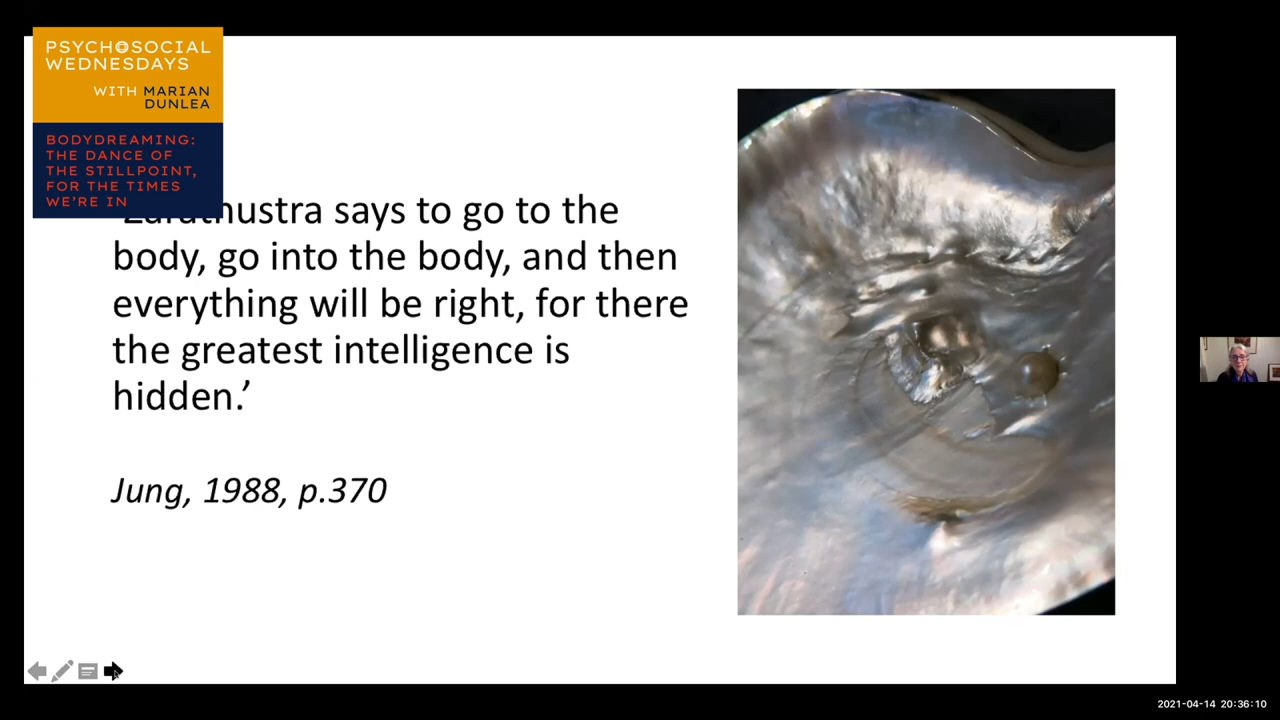 PSYCHOSOCIAL
WEDNESDAYS
WITH MARIAN
DUNLEA
BODYDREAMING:
THE DANCE OF
THE STILLPOINT,
FOR THE TIMES
WE'RE IN
says to go to the
body, go into the body, and then
everything will be right, for there
the greatest intelligence is
hidden.’
Jung, 1988, p.370
2021-04-14 20:36:10